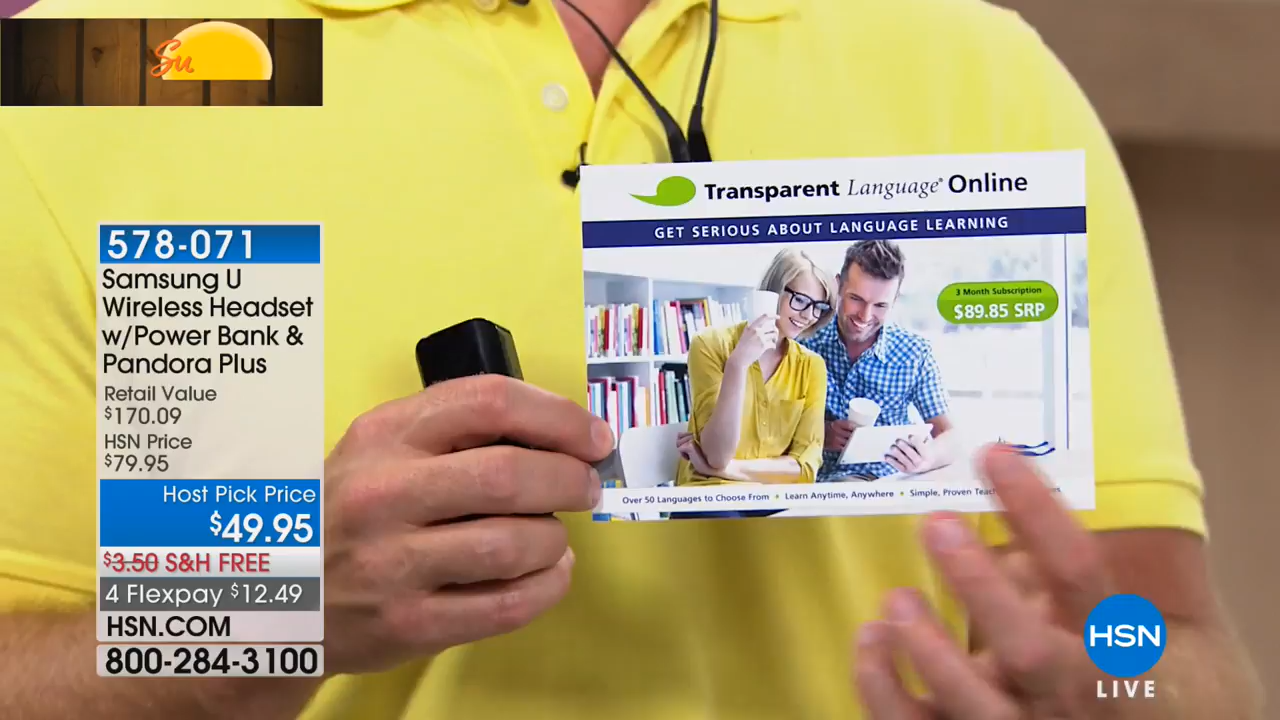 Su
578-071
Samsung U
Wireless Headset
w/Power Bank &
Pandora Plus
Retail Value
$170.09
HSN Price
$79.95
Host Pick Price
$49.95
$3.50 S&H FREE
4 Flexpay $12.49
HSN.COM
800-284-3100
Transparent Language® Online
GET SERIOUS ABOUT LANGUAGE LEARNING
3 Month Subscription
$89.85 SRP
Over 50 Languages to Choose From • Learn Anytime, Anywhere • Simple, Proven
HSN
LIVE